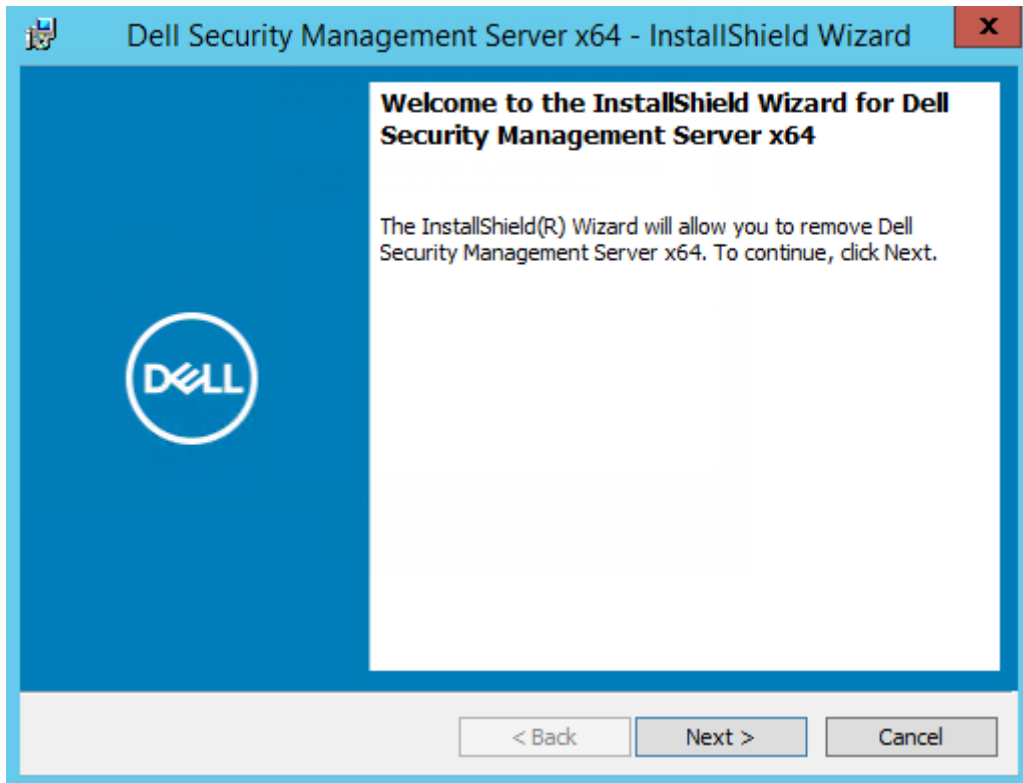 Dell Security Management Server x64 - InstallShield Wizard
x
Welcome to the InstallShield Wizard for Dell
Security Management Server x64
The InstallShield(R) Wizard will allow you to remove Dell
Security Management Server x64. To continue, click Next.
DELL
< Back
Next >
Cancel